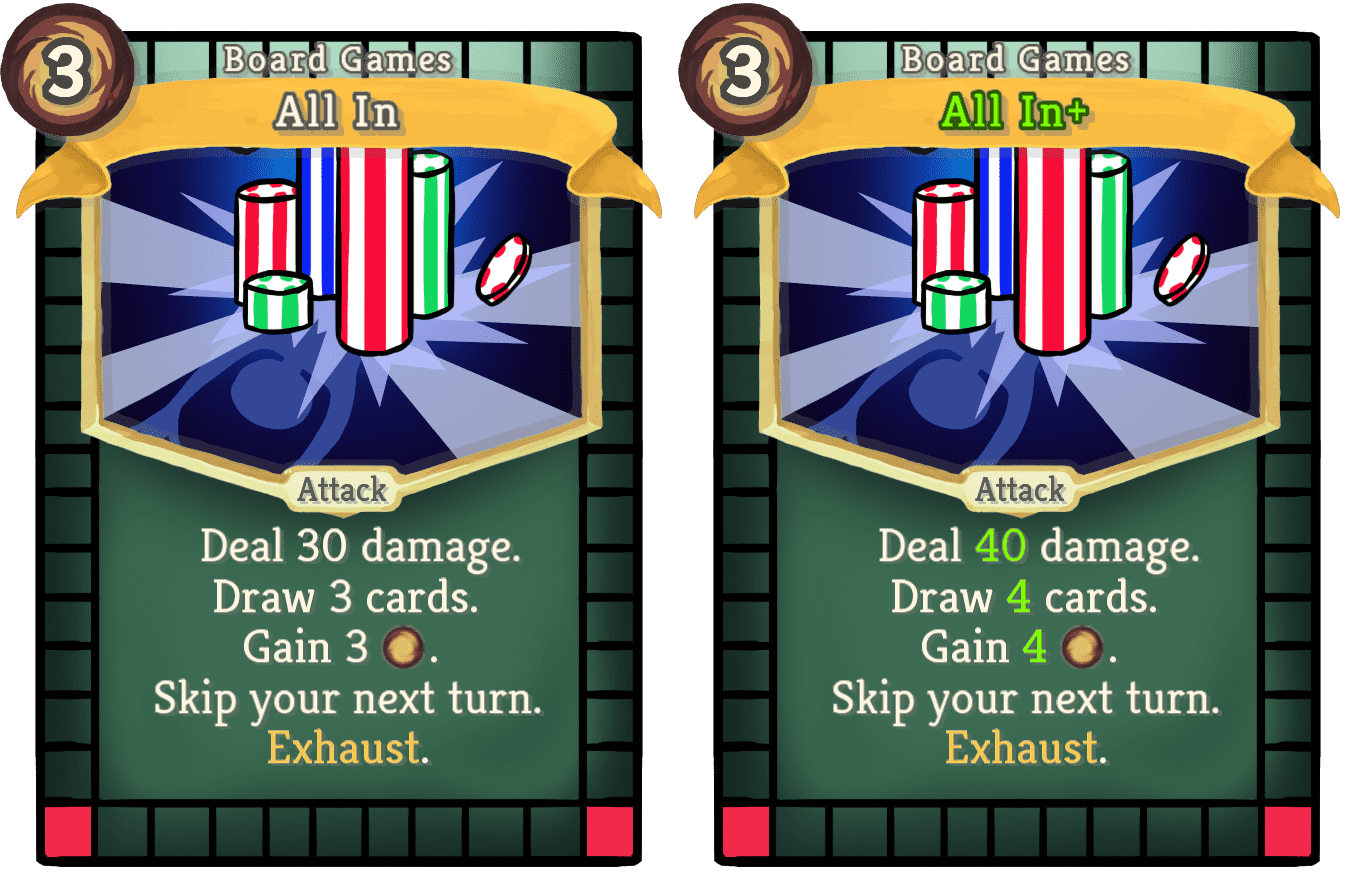 3
Board Games
All In
Attack
Deal 30 damage.
Draw 3 cards.
Gain 3 .
Skip your next turn.
Exhaust.
3
Board Games
All In+
Attack
Deal 40 damage.
Draw 4 cards.
Gain 4 .
Skip your next turn.
Exhaust.